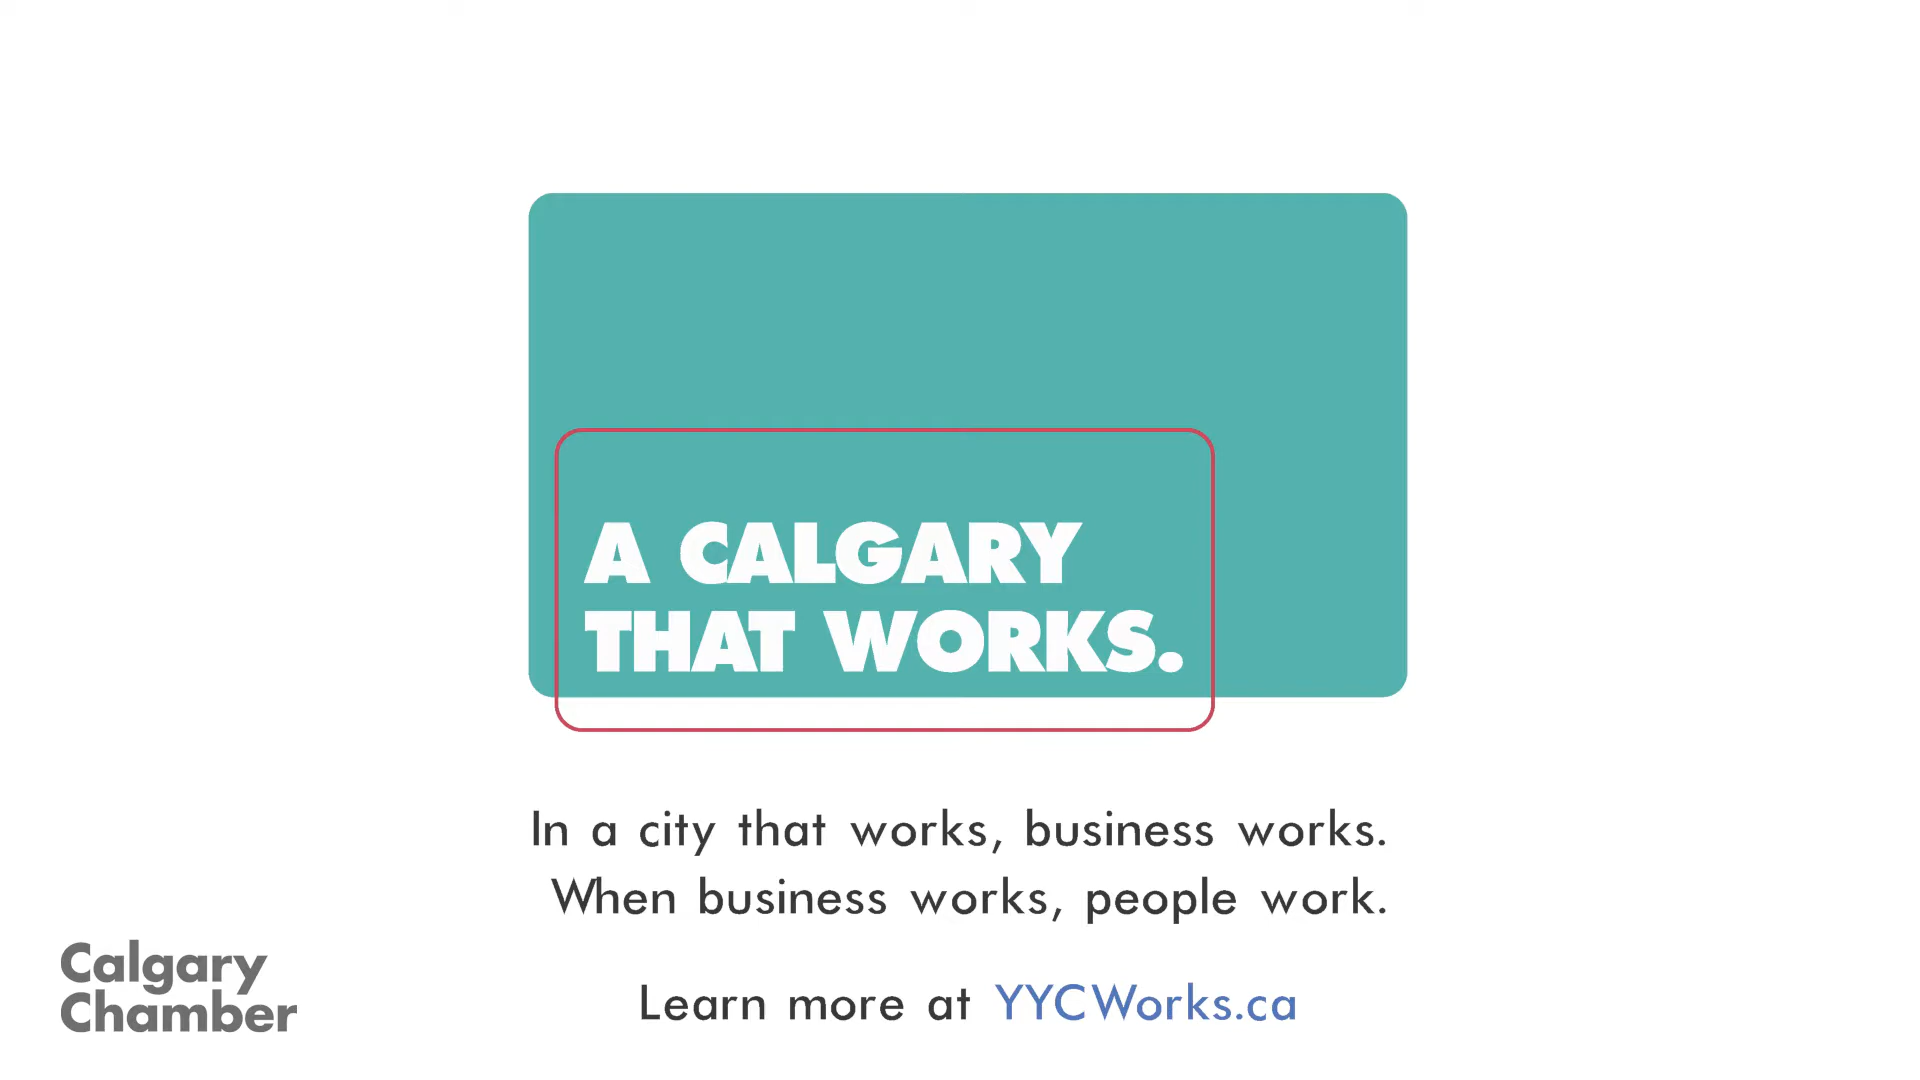 A CALGARY
THAT WORKS.
In a city that works, business works.
When business works, people work.
Learn more at YYCWorks.ca
Calgary
Chamber